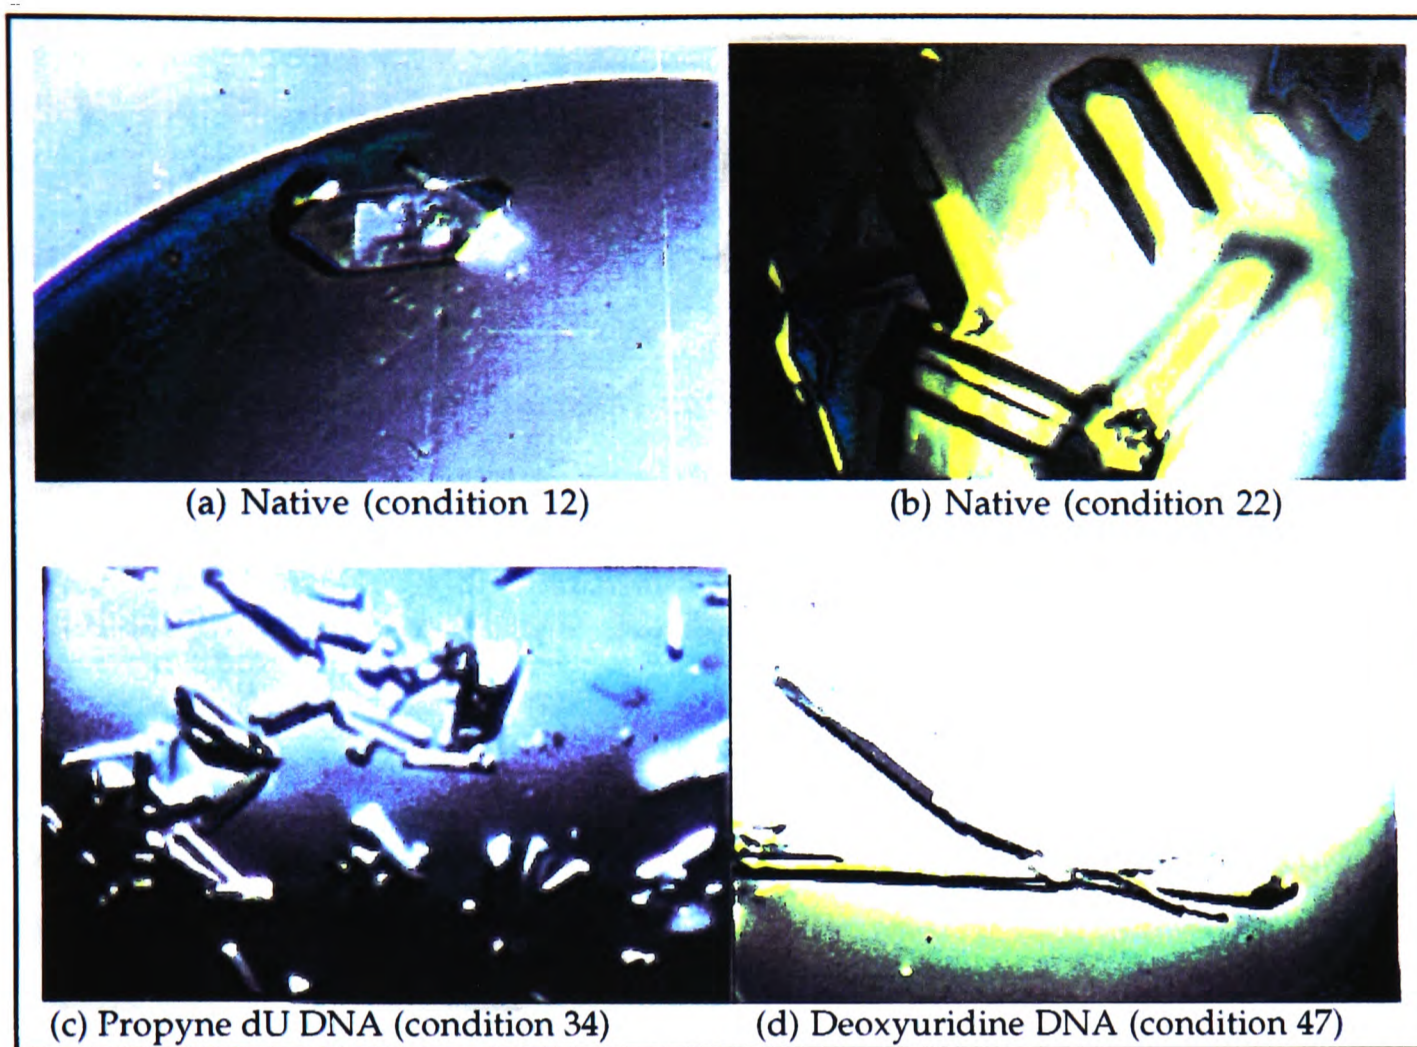 (a) Native (condition 12)
(b) Native (condition 22)
(c) Propyne dU DNA (condition 34)
(d) Deoxyuridine DNA (condition 47)